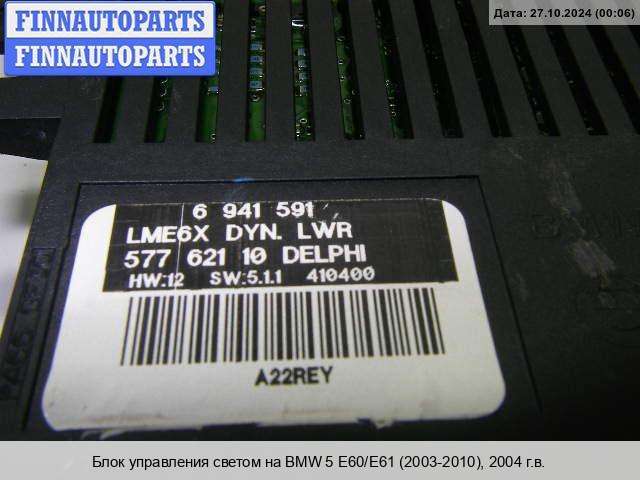 FINNAUTOPARTS
FINNAUTOPARTS
Дата: 27.10.2024 (00:06)
6 941 591
LME6X DYN. LWR
577 621 10 DELPHI
HW:12 SW:5.1.1 410400
A22REY
Блок управления светом на BMW 5 E60/E61 (2003-2010), 2004 г.в.